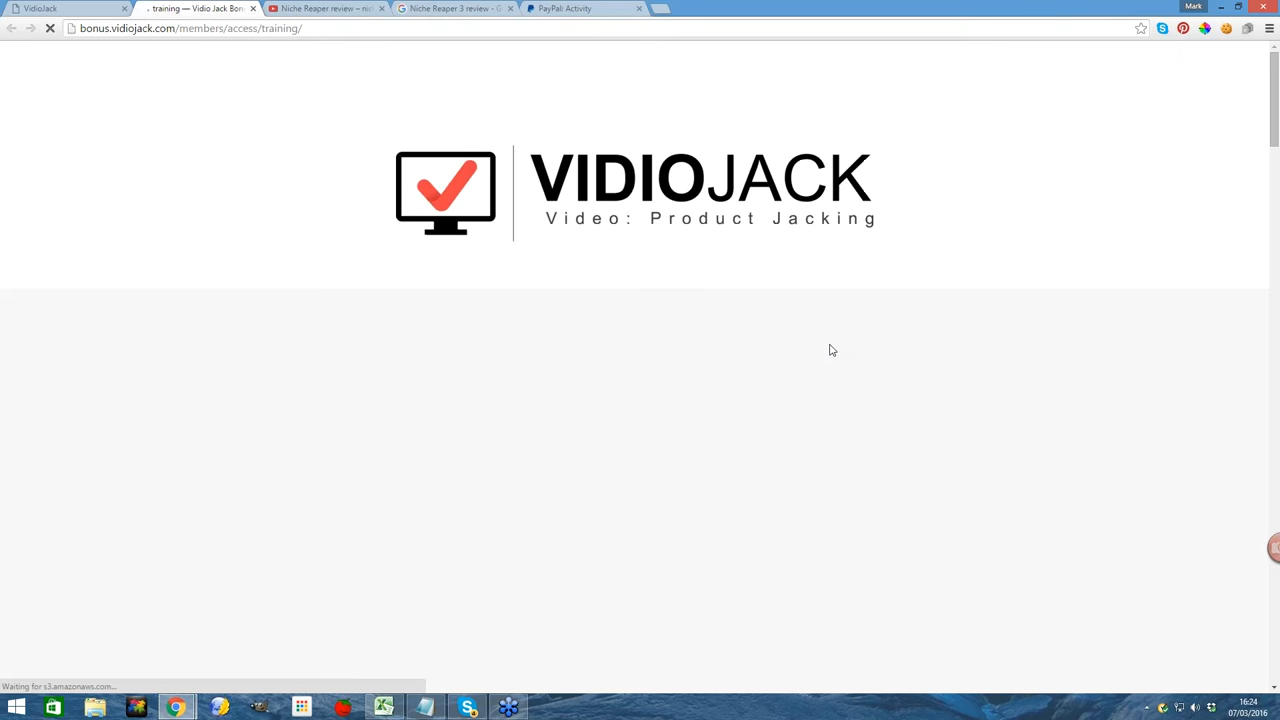 VidioJack
training — Vidio Jack Bon
Niche Reaper review – nich
Niche Reaper 3 review - G
PayPal: Activity
Mark
bonus.vidiojack.com/members/access/training/
VIDIOJACK
Video: Product Jacking
Waiting for s3.amazonaws.com...
16:24
07/03/2016